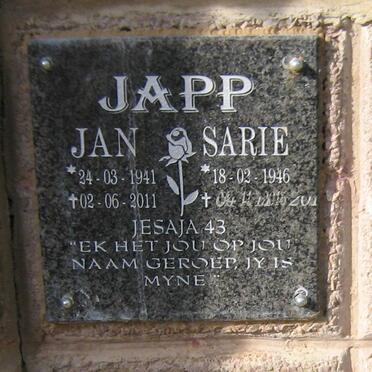 JAPP
JAN SARIE
* 24-03-1941 * 18-02-1946
✝ 02-06-2011 ✝
JESAJA 43
"EK HET JOU OP JOU
NAAM GEROEP, JY IS
MYNE"